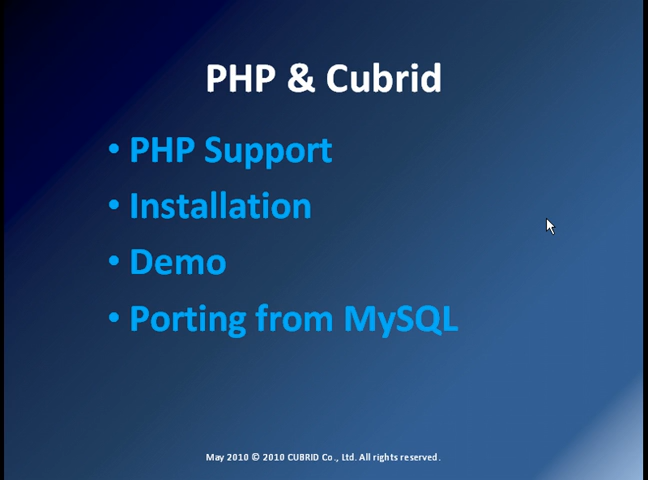 PHP & Cubrid
• PHP Support
• Installation
• Demo
• Porting from MySQL
May 2010 © 2010 CUBRID Co., Ltd. All rights reserved.